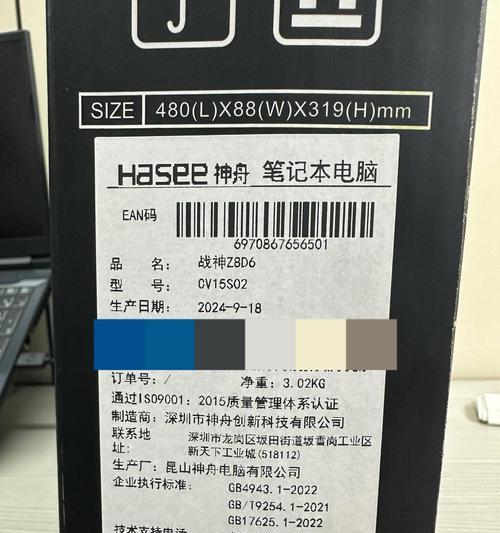 SIZE 480(L)X88(W)X319(H)mm
Hasee 神舟 笔记本电脑
EAN码
6970867656501
品 名： 战神Z8D6
型 号： CV15S02
生产日期： 2024-9-18
订单号： / 净重：3.02KG
通过ISO9001：2015质量管理体系认证
制造商：深圳市神舟创新科技有限公司
联系地址：深圳市龙岗区坂田街道坂雪岗工业区
新天下工业城(518112)
生产厂：昆山神舟电脑有限公司
企业执行标准： GB4943.1-2022
GB/T9254.1-2021
GB17625.1-2022
技术支持电话